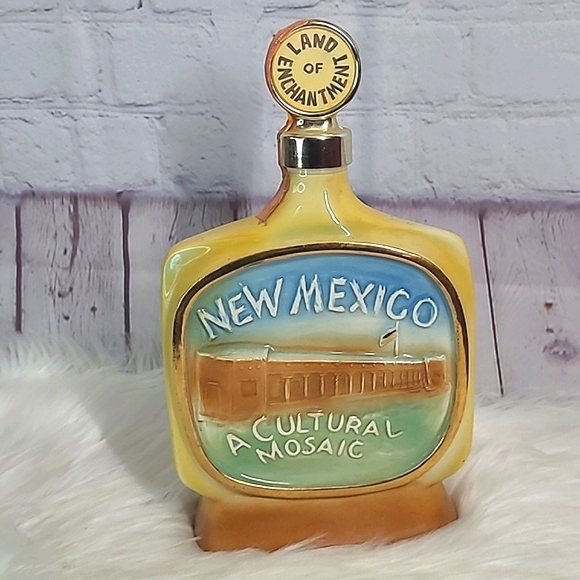 LAND
OF
ENCHANTMENT
NEW MEXICO
A CULTURAL
MOSAIC